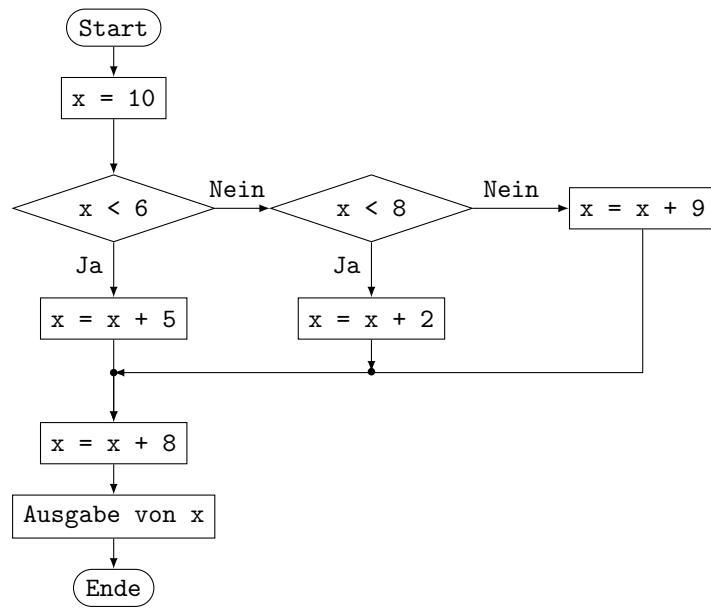 Start
x = 10
x < 6
Nein
x < 8
Nein
x = x + 9
Ja
Ja
x = x + 5
x = x + 2
x = x + 8
Ausgabe von x
Ende